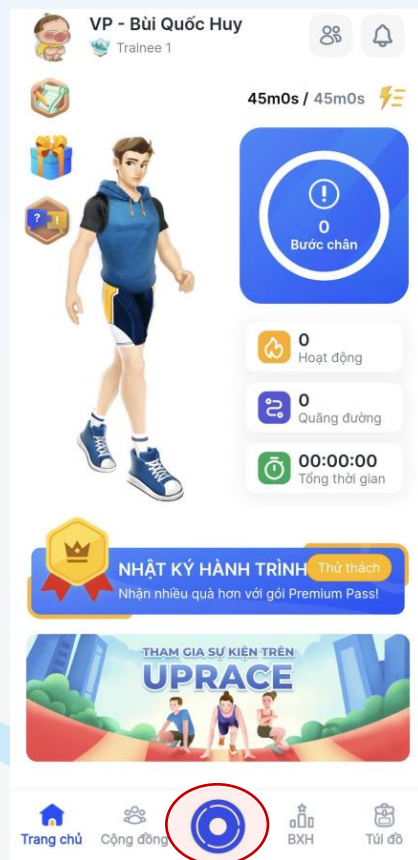 VP - Bùi Quốc Huy
Trainee 1
45m0s / 45m0s
? !
!
0
Bước chân
0
Hoạt động
0
Quãng đường
00:00:00
Tổng thời gian
NHẬT KÝ HÀNH TRÌNH
Thử thách
Nhận nhiều quà hơn với gói Premium Pass!
THAM GIA SỰ KIỆN TRÊN
UPRACE
Trang chủ
Cộng đồng
BXH
Túi đồ